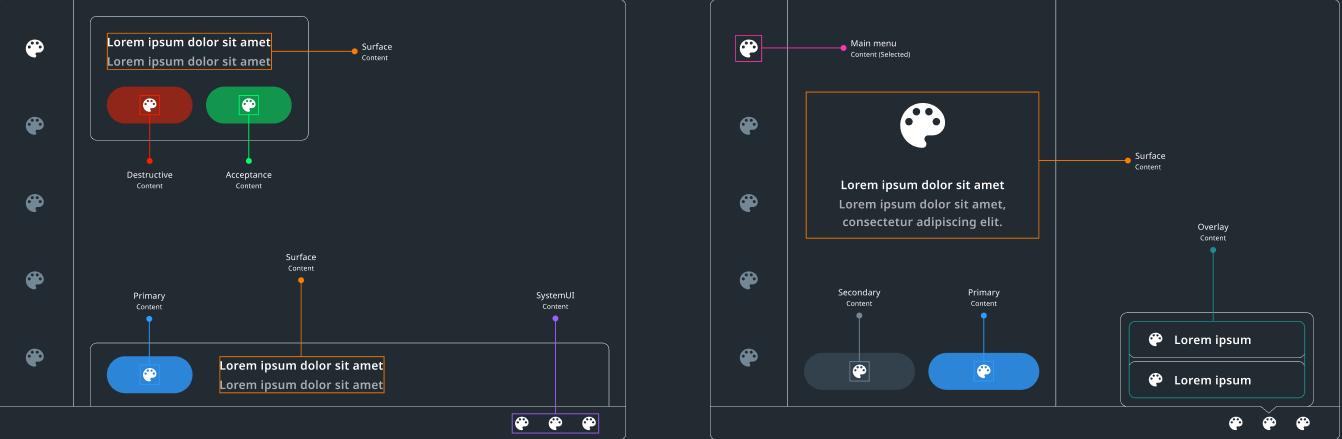 Lorem ipsum dolor sit amet
Lorem ipsum dolor sit amet
Surface
Content
Destructive
Content
Acceptance
Content
Surface
Content
Primary
Content
SystemUI
Content
Lorem ipsum dolor sit amet
Lorem ipsum dolor sit amet
Main menu
Content (Selected)
Surface
Content
Lorem ipsum dolor sit amet
Lorem ipsum dolor sit amet,
consectetur adipiscing elit.
Overlay
Content
Secondary
Content
Primary
Content
Lorem ipsum
Lorem ipsum